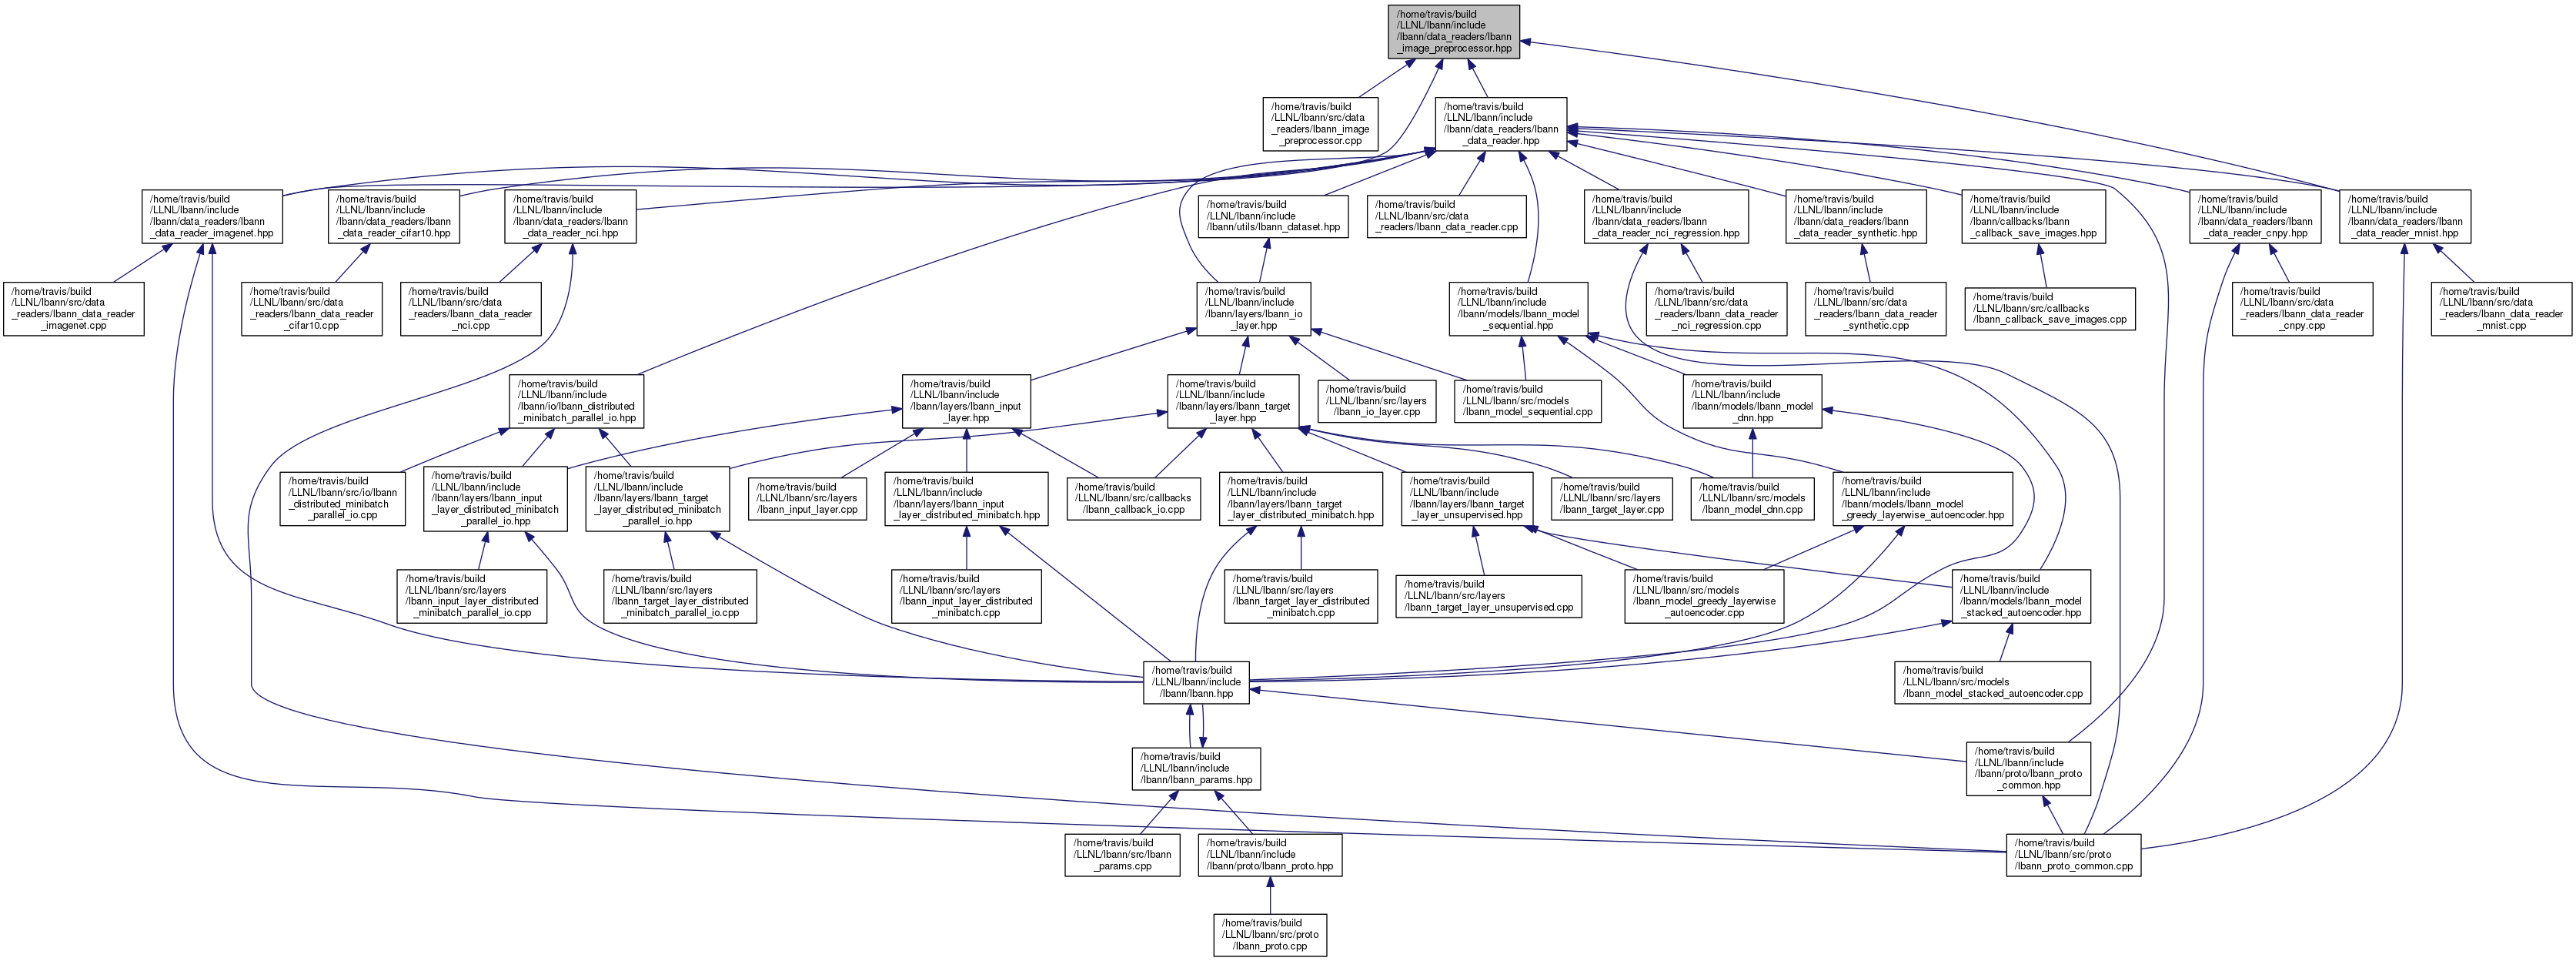 /home/travis/build
/LLNL/lbann/include
/lbann/data_readers/lbann
_image_preprocessor.hpp
/home/travis/build
/LLNL/lbann/src/data
_readers/lbann_image
_preprocessor.cpp
/home/travis/build
/LLNL/lbann/include
/lbann/data_readers/lbann
_data_reader.hpp
/home/travis/build
/LLNL/lbann/include
/lbann/data_readers/lbann
_data_reader_imagenet.hpp
/home/travis/build
/LLNL/lbann/include
/lbann/data_readers/lbann
_data_reader_cifar10.hpp
/home/travis/build
/LLNL/lbann/include
/lbann/data_readers/lbann
_data_reader_nci.hpp
/home/travis/build
/LLNL/lbann/include
/lbann/utils/lbann_dataset.hpp
/home/travis/build
/LLNL/lbann/src/data
_readers/lbann_data_reader.cpp
/home/travis/build
/LLNL/lbann/include
/lbann/data_readers/lbann
_data_reader_nci_regression.hpp
/home/travis/build
/LLNL/lbann/include
/lbann/data_readers/lbann
_data_reader_synthetic.hpp
/home/travis/build
/LLNL/lbann/include
/lbann/callbacks/lbann
_callback_save_images.hpp
/home/travis/build
/LLNL/lbann/include
/lbann/data_readers/lbann
_data_reader_cnpy.hpp
/home/travis/build
/LLNL/lbann/include
/lbann/data_readers/lbann
_data_reader_mnist.hpp
/home/travis/build
/LLNL/lbann/src/data
_readers/lbann_data_reader
_imagenet.cpp
/home/travis/build
/LLNL/lbann/src/data
_readers/lbann_data_reader
_cifar10.cpp
/home/travis/build
/LLNL/lbann/src/data
_readers/lbann_data_reader
_nci.cpp
/home/travis/build
/LLNL/lbann/include
/lbann/layers/lbann_io
_layer.hpp
/home/travis/build
/LLNL/lbann/include
/lbann/models/lbann_model
_sequential.hpp
/home/travis/build
/LLNL/lbann/src/data
_readers/lbann_data_reader
_nci_regression.cpp
/home/travis/build
/LLNL/lbann/src/data
_readers/lbann_data_reader
_synthetic.cpp
/home/travis/build
/LLNL/lbann/src/callbacks
/lbann_callback_save_images.cpp
/home/travis/build
/LLNL/lbann/src/data
_readers/lbann_data_reader
_cnpy.cpp
/home/travis/build
/LLNL/lbann/src/data
_readers/lbann_data_reader
_mnist.cpp
/home/travis/build
/LLNL/lbann/include
/lbann/io/lbann_distributed
_minibatch_parallel_io.hpp
/home/travis/build
/LLNL/lbann/include
/lbann/layers/lbann_input
_layer.hpp
/home/travis/build
/LLNL/lbann/include
/lbann/layers/lbann_target
_layer.hpp
/home/travis/build
/LLNL/lbann/src/layers
/lbann_io_layer.cpp
/home/travis/build
/LLNL/lbann/src/models
/lbann_model_sequential.cpp
/home/travis/build
/LLNL/lbann/include
/lbann/models/lbann_model
_dnn.hpp
/home/travis/build
/LLNL/lbann/src/io/lbann
_distributed_minibatch
_parallel_io.cpp
/home/travis/build
/LLNL/lbann/include
/lbann/layers/lbann_input
_layer_distributed_minibatch
_parallel_io.hpp
/home/travis/build
/LLNL/lbann/include
/lbann/layers/lbann_target
_layer_distributed_minibatch
_parallel_io.hpp
/home/travis/build
/LLNL/lbann/src/layers
/lbann_input_layer.cpp
/home/travis/build
/LLNL/lbann/include
/lbann/layers/lbann_input
_layer_distributed_minibatch.hpp
/home/travis/build
/LLNL/lbann/src/callbacks
/lbann_callback_io.cpp
/home/travis/build
/LLNL/lbann/include
/lbann/layers/lbann_target
_layer_distributed_minibatch.hpp
/home/travis/build
/LLNL/lbann/include
/lbann/layers/lbann_target
_layer_unsupervised.hpp
/home/travis/build
/LLNL/lbann/src/layers
/lbann_target_layer.cpp
/home/travis/build
/LLNL/lbann/src/models
/lbann_model_dnn.cpp
/home/travis/build
/LLNL/lbann/include
/lbann/models/lbann_model
_greedy_layerwise_autoencoder.hpp
/home/travis/build
/LLNL/lbann/src/layers
/lbann_input_layer_distributed
_minibatch_parallel_io.cpp
/home/travis/build
/LLNL/lbann/src/layers
/lbann_target_layer_distributed
_minibatch_parallel_io.cpp
/home/travis/build
/LLNL/lbann/src/layers
/lbann_input_layer_distributed
_minibatch.cpp
/home/travis/build
/LLNL/lbann/src/layers
/lbann_target_layer_distributed
_minibatch.cpp
/home/travis/build
/LLNL/lbann/src/layers
/lbann_target_layer_unsupervised.cpp
/home/travis/build
/LLNL/lbann/src/models
/lbann_model_greedy_layerwise
_autoencoder.cpp
/home/travis/build
/LLNL/lbann/include
/lbann/models/lbann_model
_stacked_autoencoder.hpp
/home/travis/build
/LLNL/lbann/include
/lbann/lbann.hpp
/home/travis/build
/LLNL/lbann/src/models
/lbann_model_stacked_autoencoder.cpp
/home/travis/build
/LLNL/lbann/include
/lbann/lbann_params.hpp
/home/travis/build
/LLNL/lbann/include
/lbann/proto/lbann_proto
_common.hpp
/home/travis/build
/LLNL/lbann/src/lbann
_params.cpp
/home/travis/build
/LLNL/lbann/include
/lbann/proto/lbann_proto.hpp
/home/travis/build
/LLNL/lbann/src/proto
/lbann_proto_common.cpp
/home/travis/build
/LLNL/lbann/src/proto
/lbann_proto.cpp